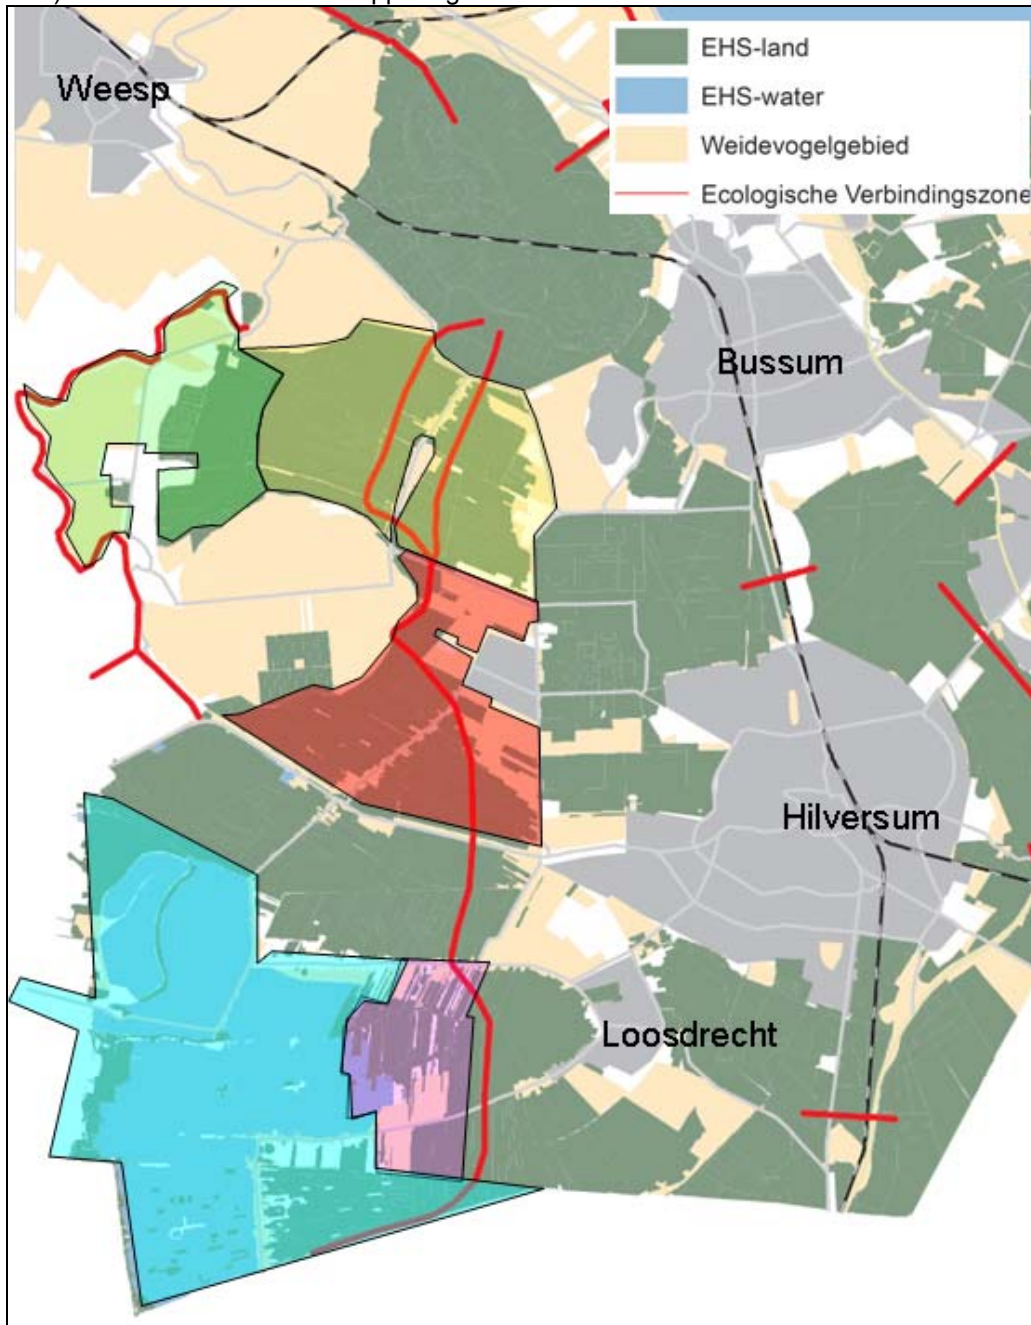 Weesp
EHS-land
EHS-water
Weidevogelgebied
Ecologische Verbindingszone
Bussum
Hilversum
Loosdrecht